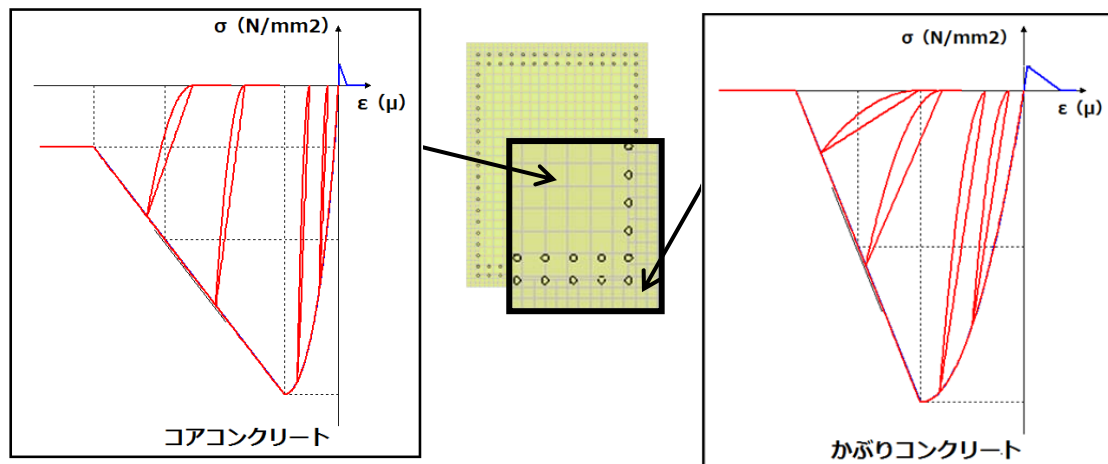 σ（N/mm2）
ε（μ）
コアコンクリート
σ（N/mm2）
ε（μ）
かぶりコンクリート